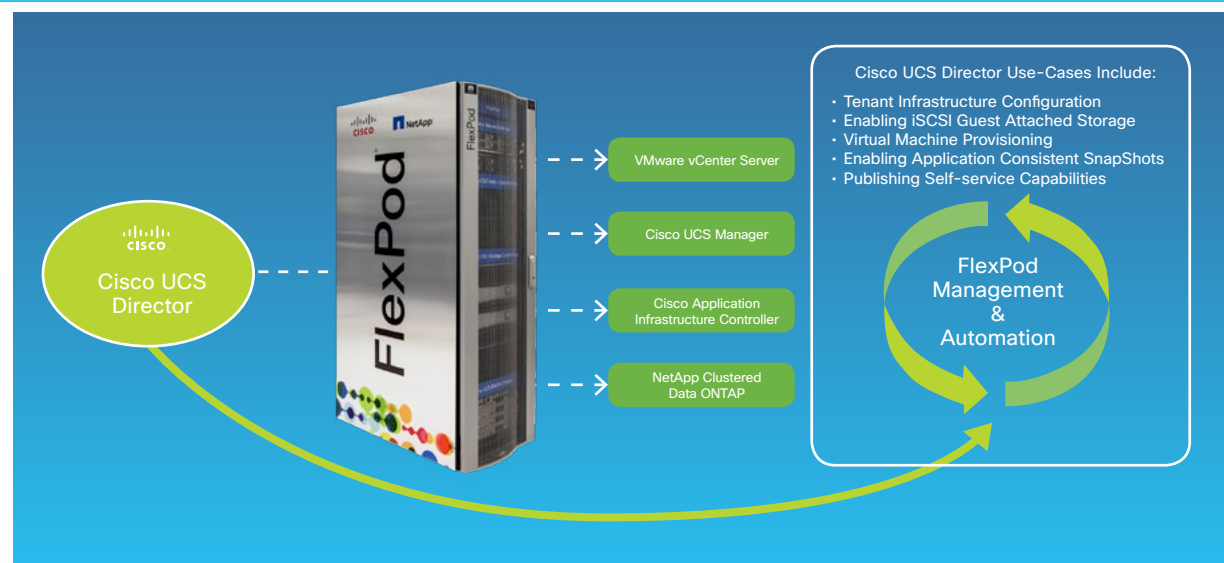 CISCO
Cisco UCS
Director
CISCO
NetApp
FlexPod
FlexPod
VMware vCenter Server
Cisco UCS Manager
Cisco Application
Infrastructure Controller
NetApp Clustered
Data ONTAP
Cisco UCS Director Use-Cases Include:
· Tenant Infrastructure Configuration
· Enabling iSCSI Guest Attached Storage
· Virtual Machine Provisioning
· Enabling Application Consistent SnapShots
· Publishing Self-service Capabilities
FlexPod
Management
&
Automation